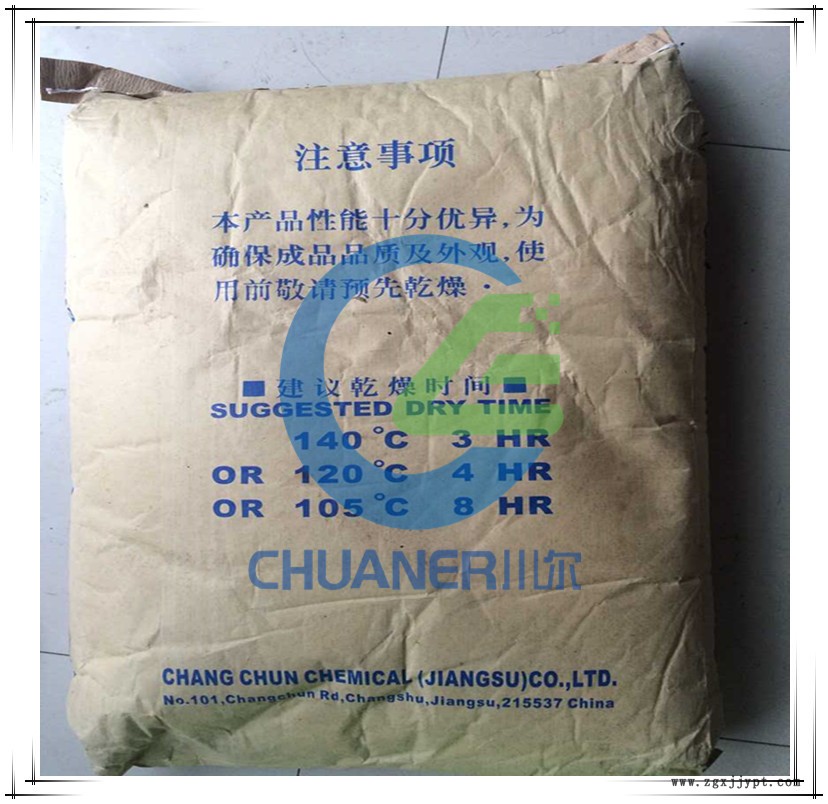 注意事项
本产品性能十分优异,为
确保成品品质及外观,使
用前敬请预先乾燥·
■建议乾燥时间■
SUGGESTED DRY TIME
140°C 3 HR
OR 120°C 4 HR
OR 105°C 8 HR
CHUANER川尔
CHANG CHUN CHEMICAL (JIANGSU)CO.,LTD.
No.101,Changchun Rd,Changshu,Jiangsu,215537 China
www.zgxjjypt.com